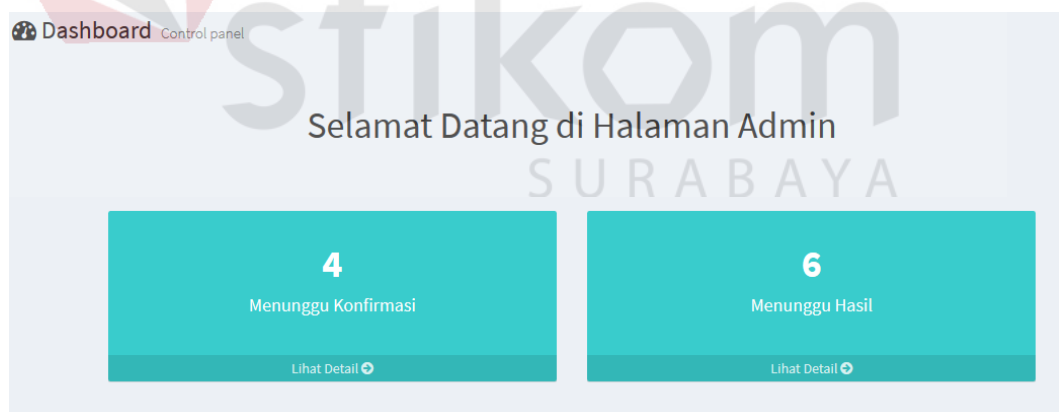 Dashboard Control panel
stikom
Selamat Datang di Halaman Admin
SURABAYA
4
Menunggu Konfirmasi
Lihat Detail
6
Menunggu Hasil
Lihat Detail